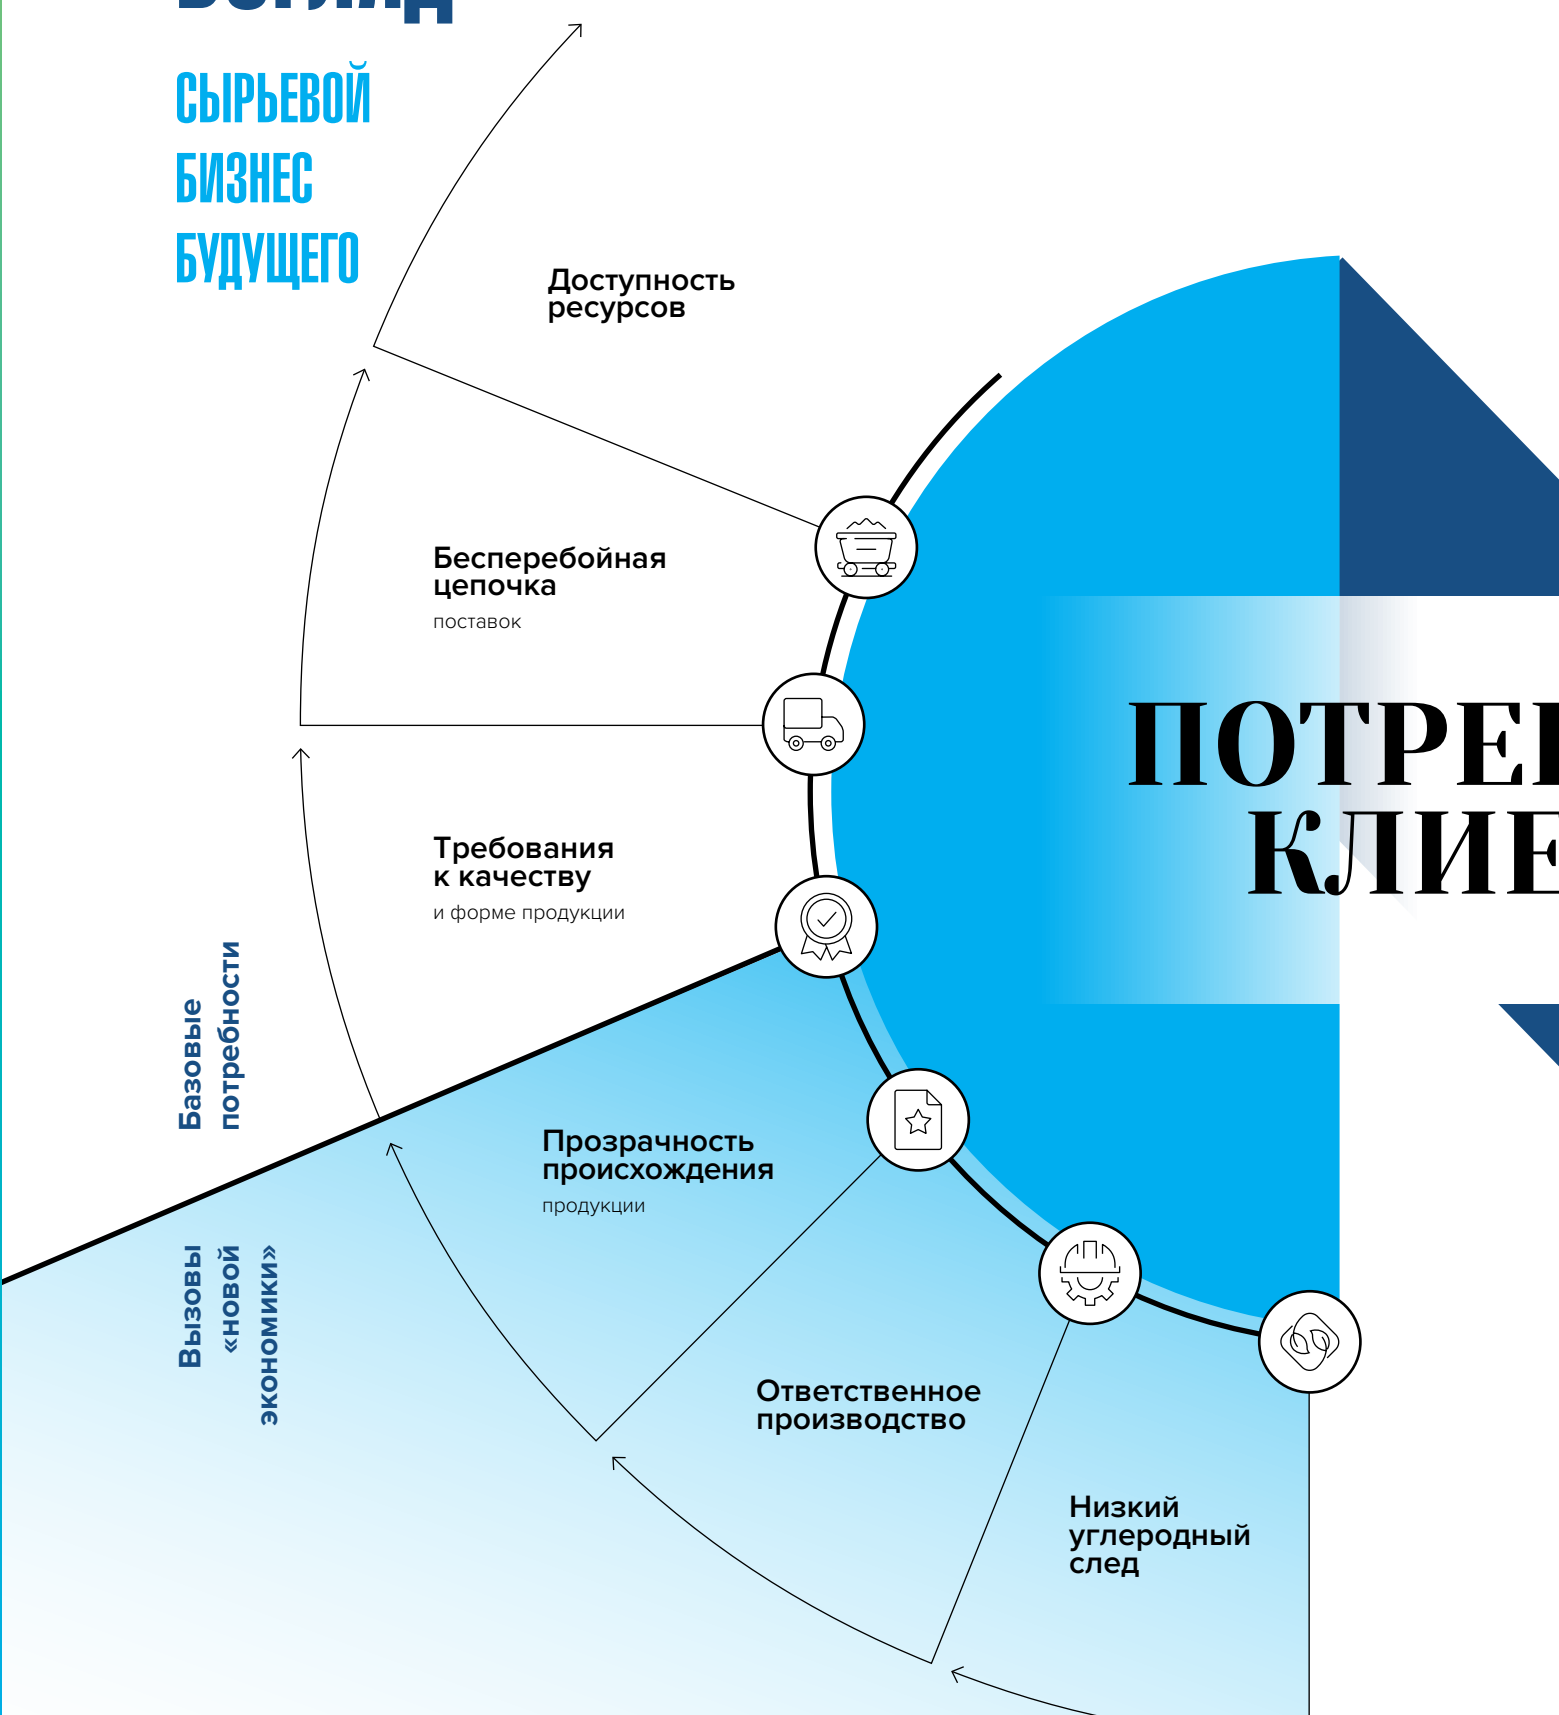 СЫРЬЕВОЙ
БИЗНЕС
БУДУЩЕГО
Доступность
ресурсов
Бесперебойная
цепочка
поставок
Требования
к качеству
и форме продукции
Базовые
потребности
Вызовы
«новой
экономики»
Прозрачность
происхождения
продукции
Ответственное
производство
Низкий
углеродный
след